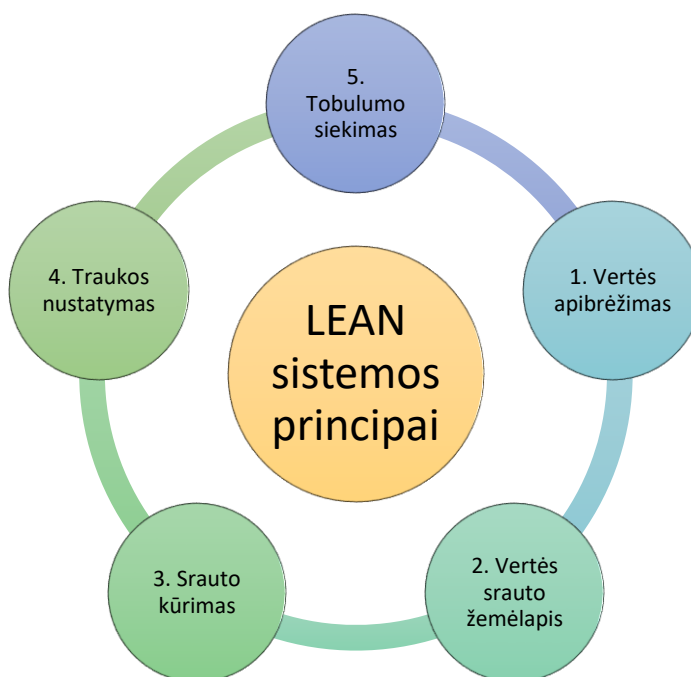 5.
Tobulumo
siekimas
1. Vertės
apibrėžimas
2. Vertės
srauto
žemėlapis
3. Srauto
kūrimas
4. Traukos
nustatymas
LEAN
sistemos
principai